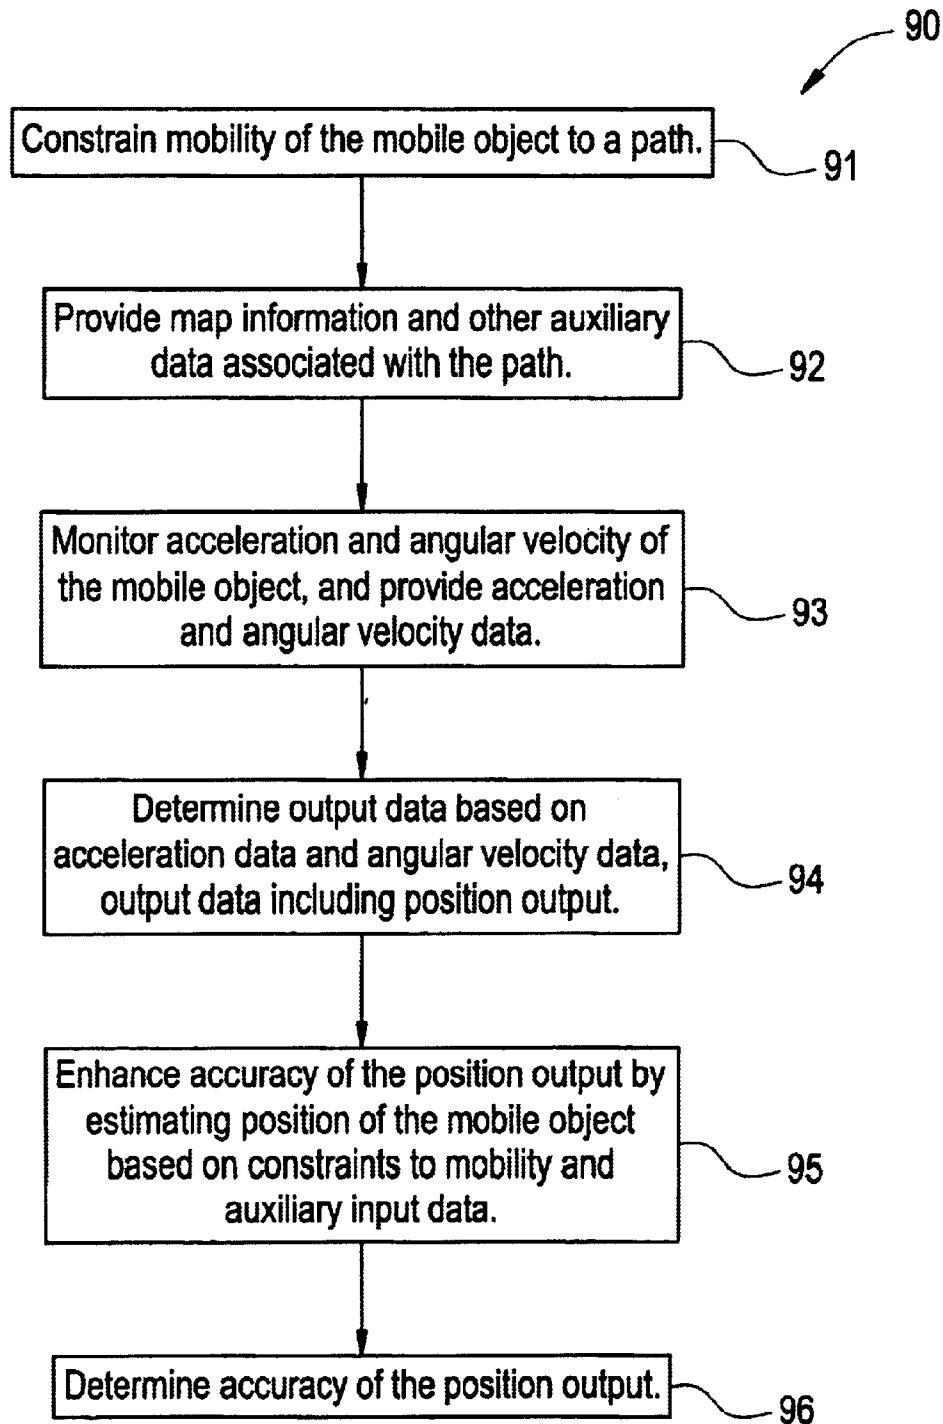 90
Constrain mobility of the mobile object to a path.
91
Provide map information and other auxiliary
data associated with the path.
92
Monitor acceleration and angular velocity of
the mobile object, and provide acceleration
and angular velocity data.
93
Determine output data based on
acceleration data and angular velocity data,
output data including position output.
94
Enhance accuracy of the position output by
estimating position of the mobile object
based on constraints to mobility and
auxiliary input data.
95
Determine accuracy of the position output.
96